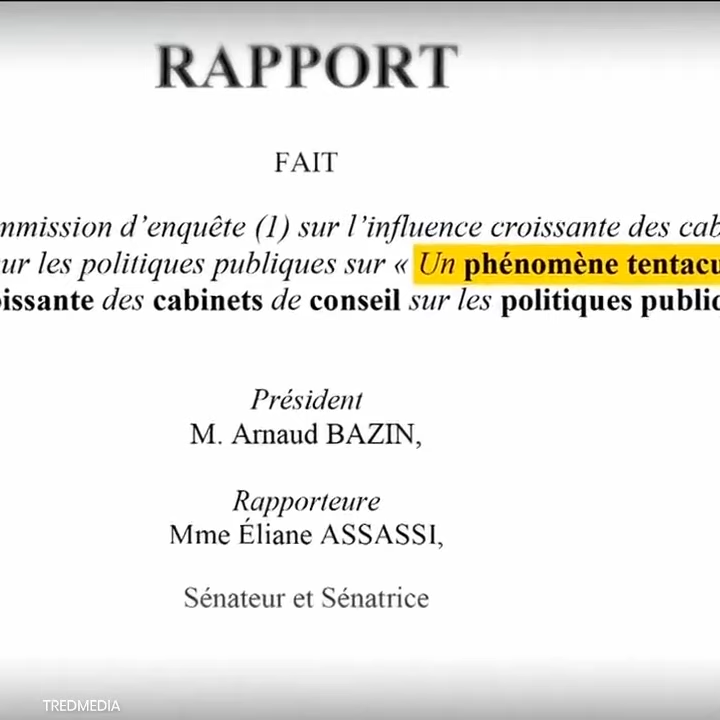 RAPPORT
FAIT
mmission d'enquête (1) sur l'influence croissante des cab
ur les politiques publiques sur « Un phénomène tentacu
issante des cabinets de conseil sur les politiques public
Président
M. Arnaud BAZIN,
Rapporteure
Mme Éliane ASSASSI,
Sénateur et Sénatrice
TREDMEDIA